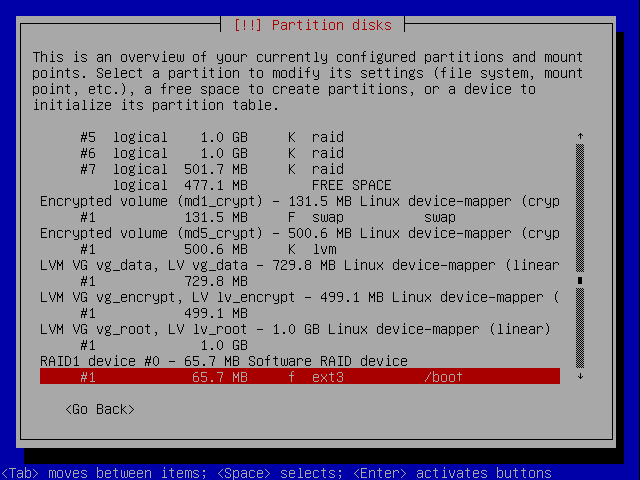 [!!] Partition disks
This is an overview of your currently configured partitions and mount
points. Select a partition to modify its settings (file system, mount
point, etc.), a free space to create partitions, or a device to
initialize its partition table.
#5  logical    1.0 GB     K  raid
#6  logical    1.0 GB     K  raid
#7  logical  501.7 MB     K  raid
logical  477.1 MB        FREE SPACE
Encrypted volume (md1_crypt) - 131.5 MB Linux device-mapper (cryp
#1           131.5 MB     F  swap          swap
Encrypted volume (md5_crypt) - 500.6 MB Linux device-mapper (cryp
#1           500.6 MB     K  lvm
LVM VG vg_data, LV vg_data - 729.8 MB Linux device-mapper (linear
#1           729.8 MB
LVM VG vg_encrypt, LV lv_encrypt - 499.1 MB Linux device-mapper (
#1           499.1 MB
LVM VG vg_root, LV lv_root - 1.0 GB Linux device-mapper (linear)
#1             1.0 GB
RAID1 device #0 - 65.7 MB Software RAID device
#1            65.7 MB     f  ext3          /boot
<Go Back>
<Tab> moves between items; <Space> selects; <Enter> activates buttons